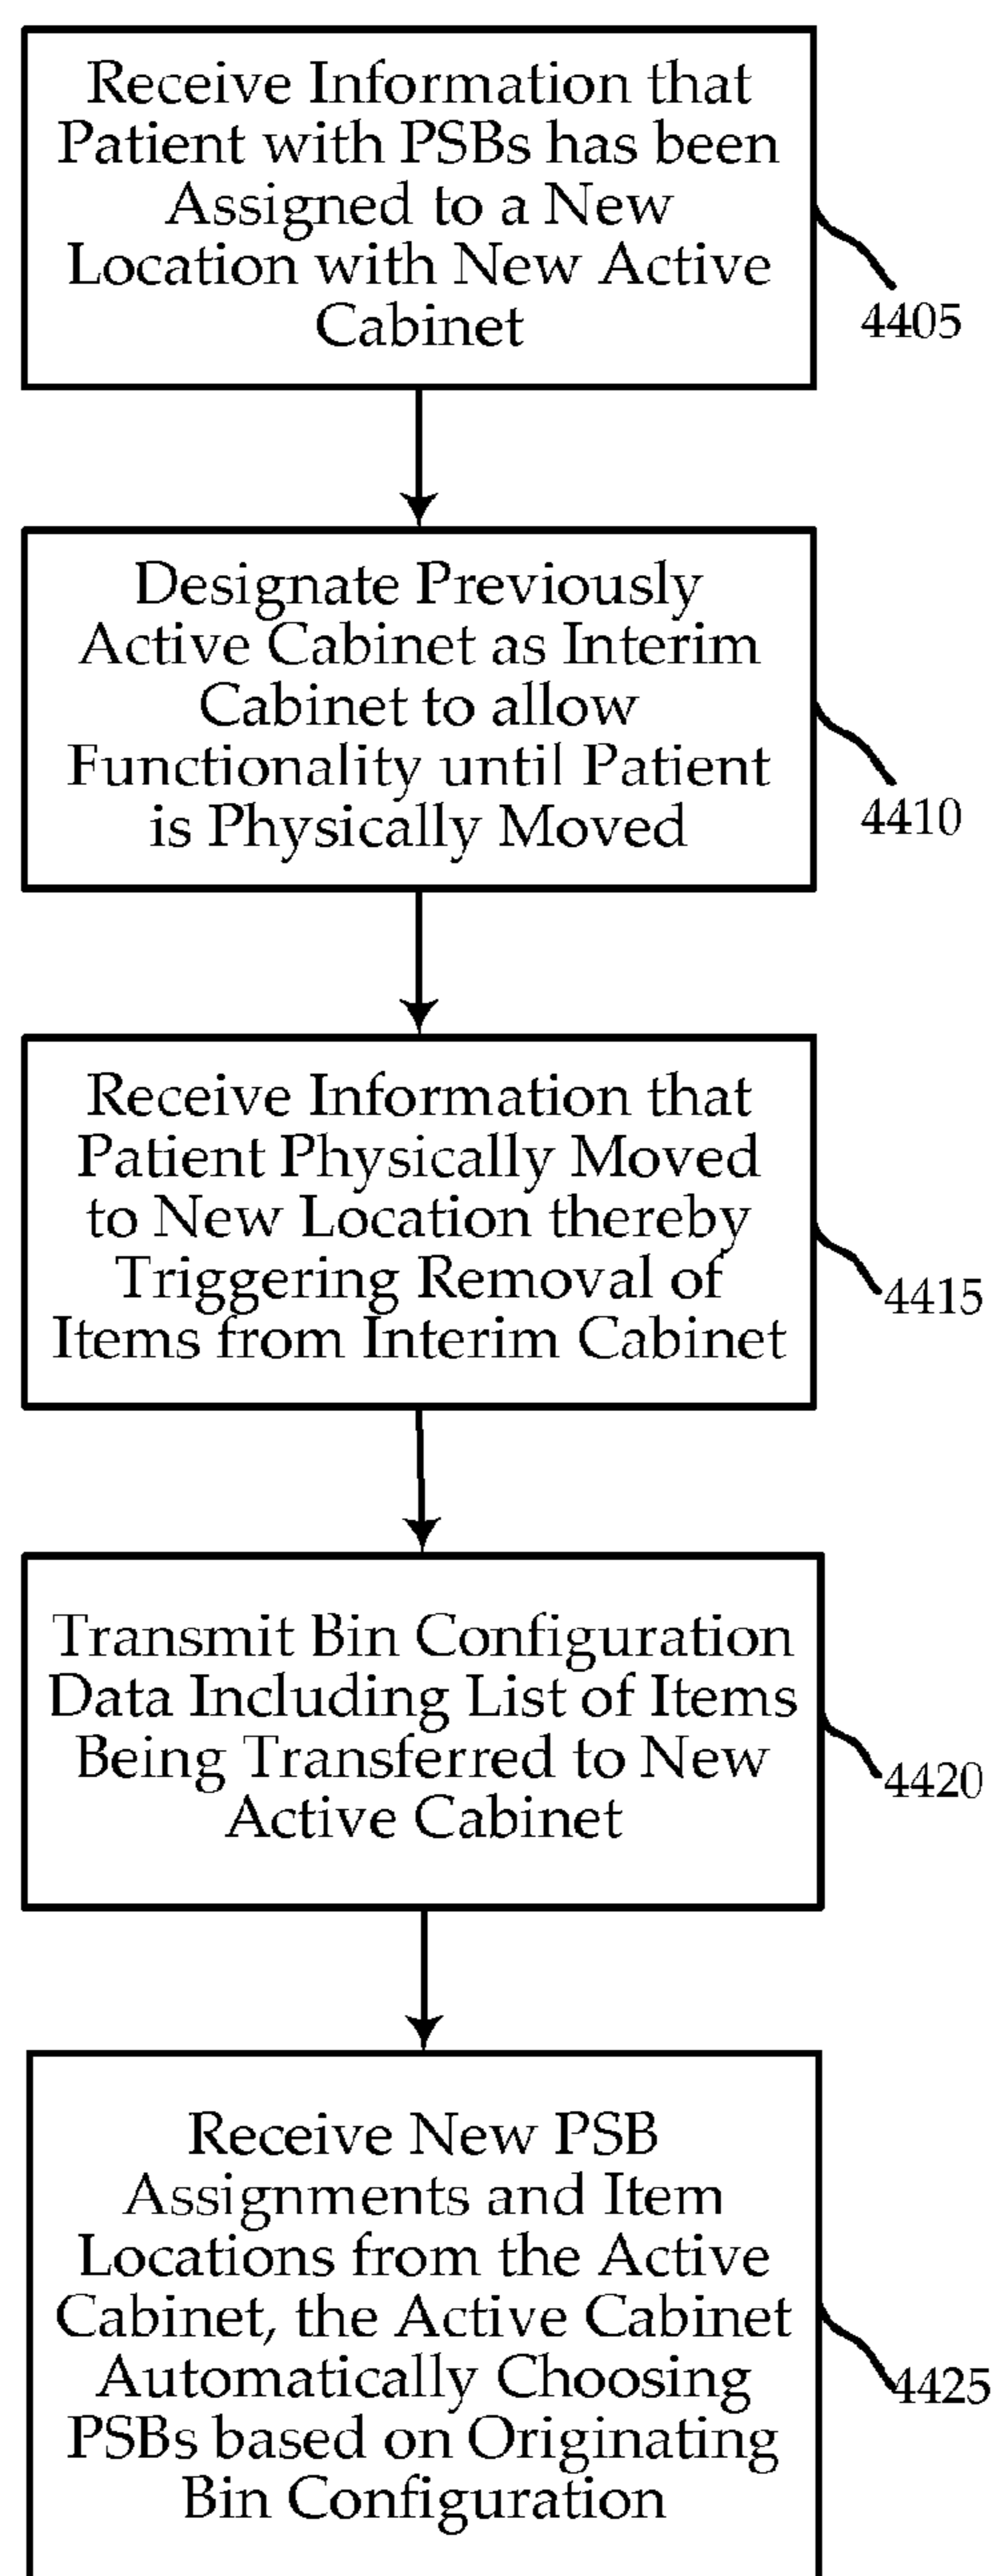 Receive Information that
Patient with PSBs has been
Assigned to a New
Location with New Active
Cabinet
4405
Designate Previously
Active Cabinet as Interim
Cabinet to allow
Functionality until Patient
is Physically Moved
4410
Receive Information that
Patient Physically Moved
to New Location thereby
Triggering Removal of
Items from Interim Cabinet
4415
Transmit Bin Configuration
Data Including List of Items
Being Transferred to New
Active Cabinet
4420
Receive New PSB
Assignments and Item
Locations from the Active
Cabinet, the Active Cabinet
Automatically Choosing
PSBs based on Originating
Bin Configuration
4425